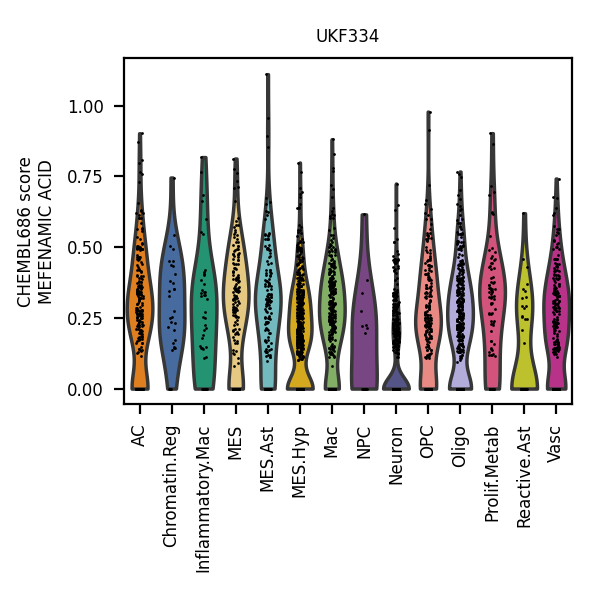 UKF334
CHEMBL686 score
MEFENAMIC ACID
1.00
0.75
0.50
0.25
0.00
AC
Chromatin.Reg
Inflammatory.Mac
MES
MES.Ast
MES.Hyp
Mac
NPC
Neuron
OPC
Oligo
Prolif.Metab
Reactive.Ast
Vasc